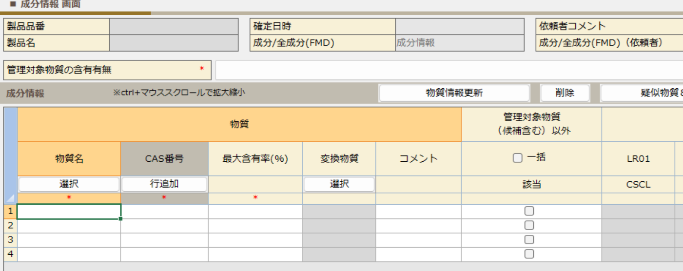 ■ 成分情報 画面
製品品番 確定日時 依頼者コメント
製品名 成分/全成分(FMD) 成分情報 成分/全成分(FMD)（依頼者）
管理対象物質の含有有無 *
成分情報 ※ctrl+マウススクロールで拡大縮小 物質情報更新 削除 疑似物質
物質 管理対象物質
（候補含む）以外
物質名 CAS番号 最大含有率(%) 変換物質 コメント 一括 LR01
選択 行追加 選択 該当 CSCL
* * *
1
2
3
4